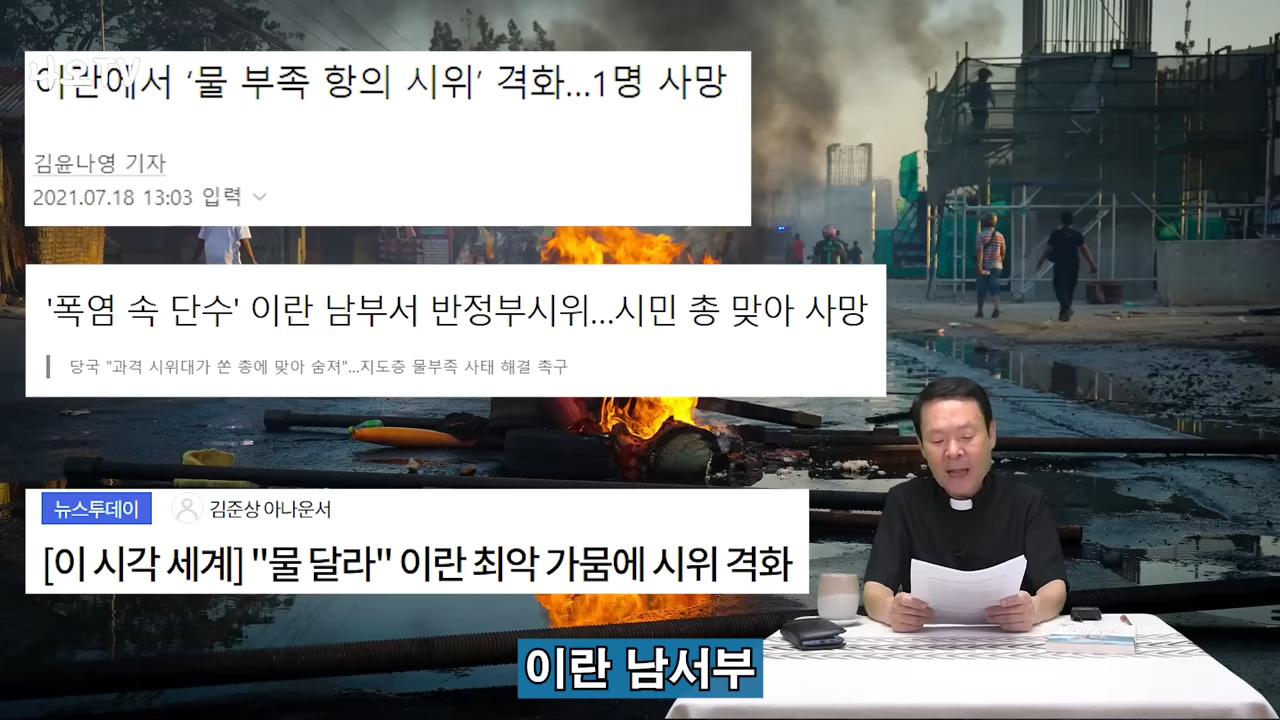 나오TV
이란에서 ‘물 부족 항의 시위’ 격화...1명 사망
김윤나영 기자
2021.07.18 13:03 입력
'폭염 속 단수' 이란 남부서 반정부시위...시민 총 맞아 사망
당국 "과격 시위대가 쏜 총에 맞아 숨져"...지도층 물부족 사태 해결 촉구
뉴스투데이 김준상 아나운서
[이 시각 세계] "물 달라" 이란 최악 가뭄에 시위 격화
이란 남서부